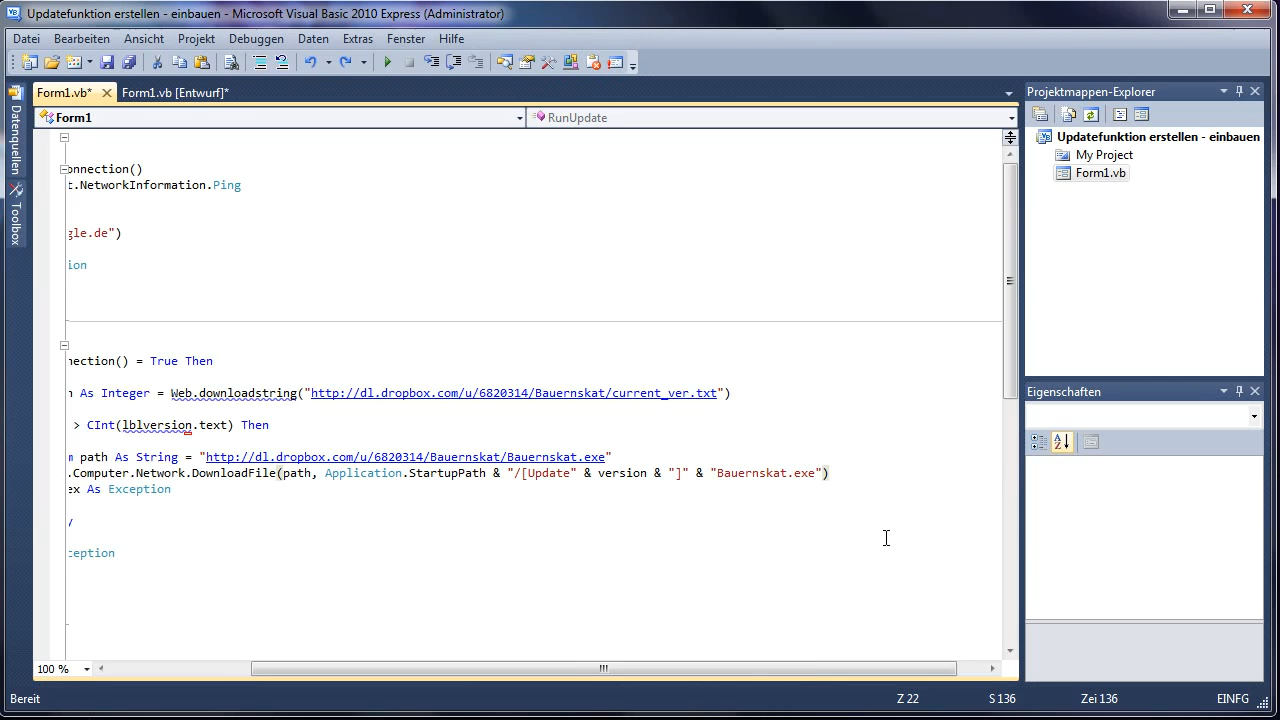 Updatefunktion erstellen - einbauen - Microsoft Visual Basic 2010 Express (Administrator)
Datei Bearbeiten Ansicht Projekt Debuggen Daten Extras Fenster Hilfe
Form1.vb* Form1.vb [Entwurf]*
Form1 RunUpdate
Datenquellen
Toolbox
onnection()
t.NetworkInformation.Ping
gle.de")
ion
nection() = True Then
n As Integer = Web.downloadstring("http://dl.dropbox.com/u/6820314/Bauernskat/current_ver.txt")
> CInt(lblversion.text) Then
m path As String = "http://dl.dropbox.com/u/6820314/Bauernskat/Bauernskat.exe"
.Computer.Network.DownloadFile(path, Application.StartupPath & "/[Update" & version & "]" & "Bauernskat.exe")
ex As Exception
y
ception
100 %
Projektmappen-Explorer
Updatefunktion erstellen - einbauen
My Project
Form1.vb
Eigenschaften
Bereit Z 22 S 136 Zei 136 EINFG